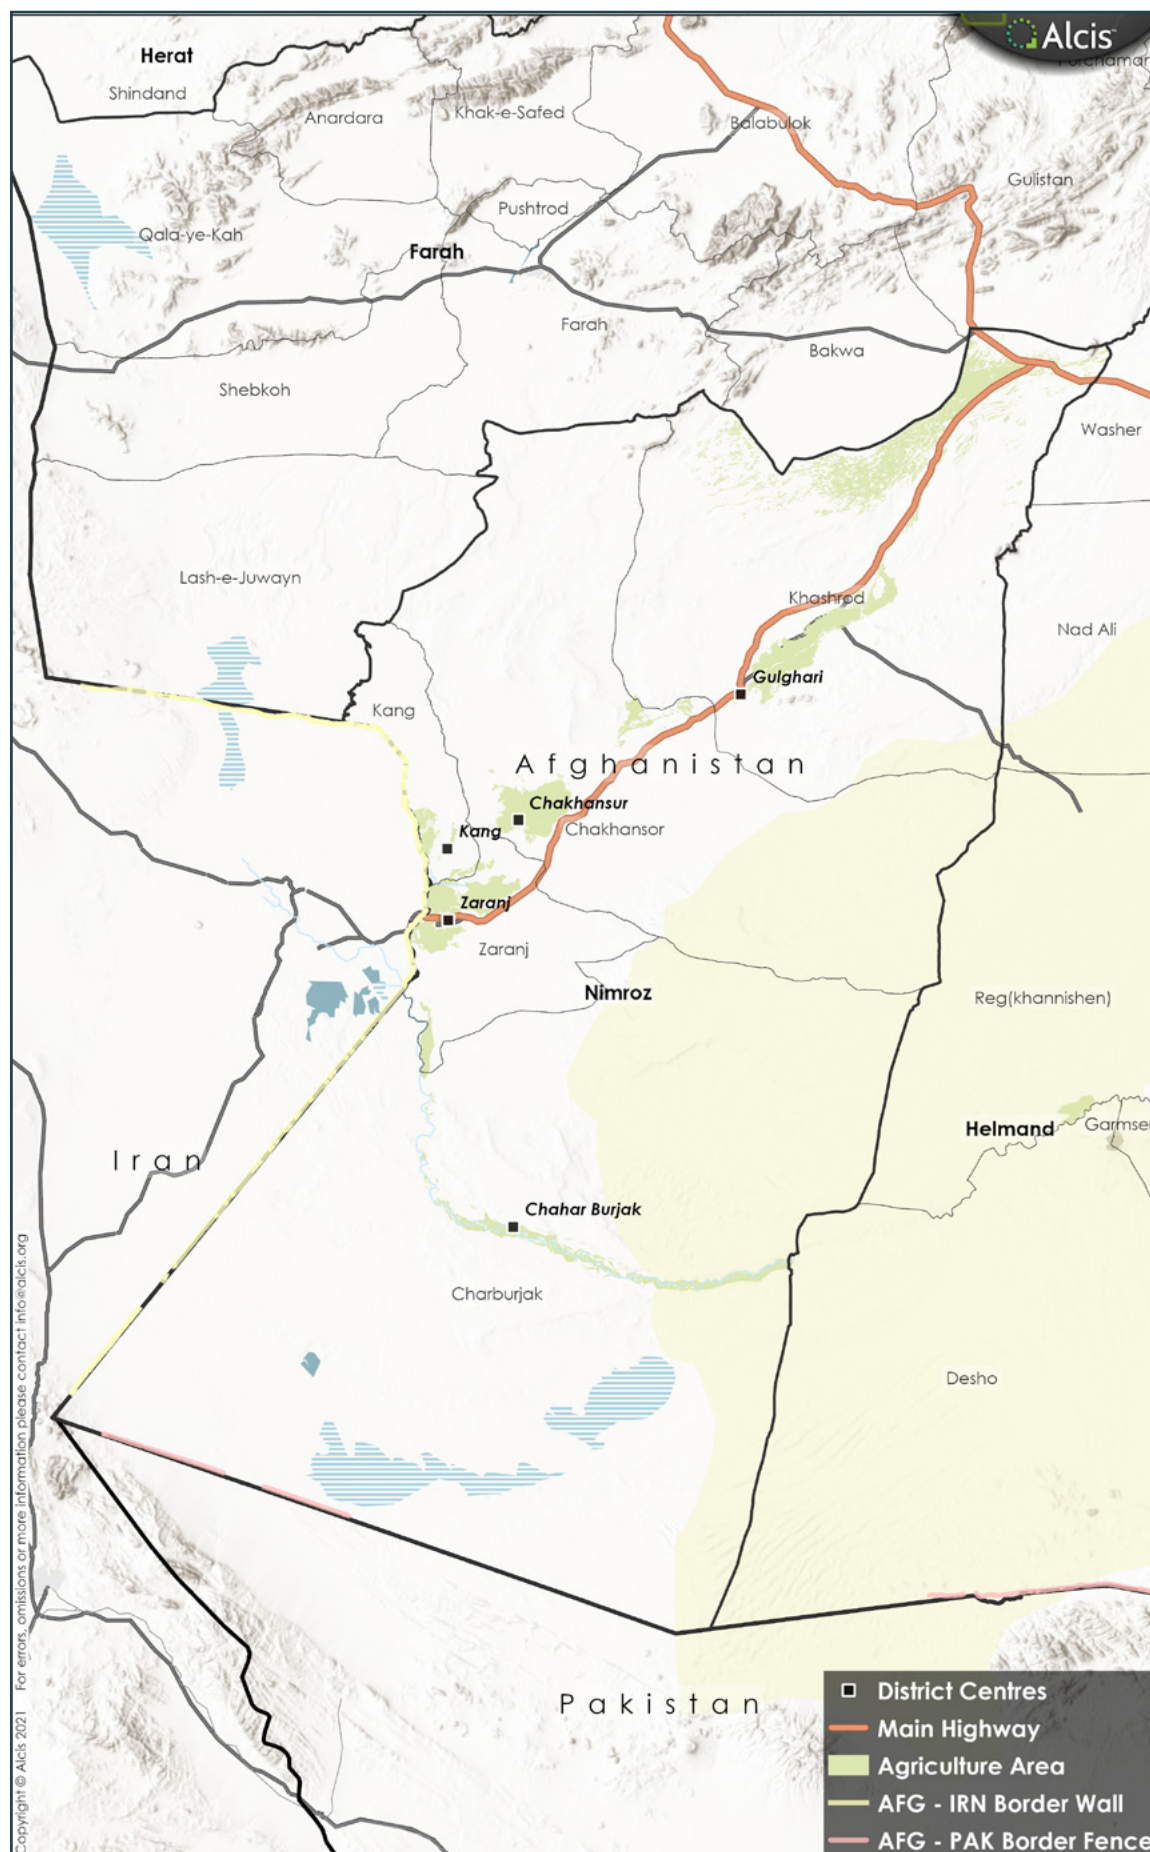 Alcis
Herat
Shindand
Anardara
Khak-e-Safed
Balabulok
Gulistan
Pushtrod
Qala-ye-Kah
Farah
Farah
Bakwa
Shebkoh
Washer
Lash-e-Juwayn
Khashrod
Nad Ali
Gulghari
Kang
Afghanistan
Chakhansur
Kang
Chakhansor
Zaranj
Zaranj
Nimroz
Reg(khannishen)
Helmand
Garmser
Iran
Chahar Burjak
Charburjak
Desho
Pakistan
District Centres
Main Highway
Agriculture Area
AFG - IRN Border Wall
AFG - PAK Border Fence
Copyright © Alcis 2021 For errors, omissions or more information please contact info@alcis.org